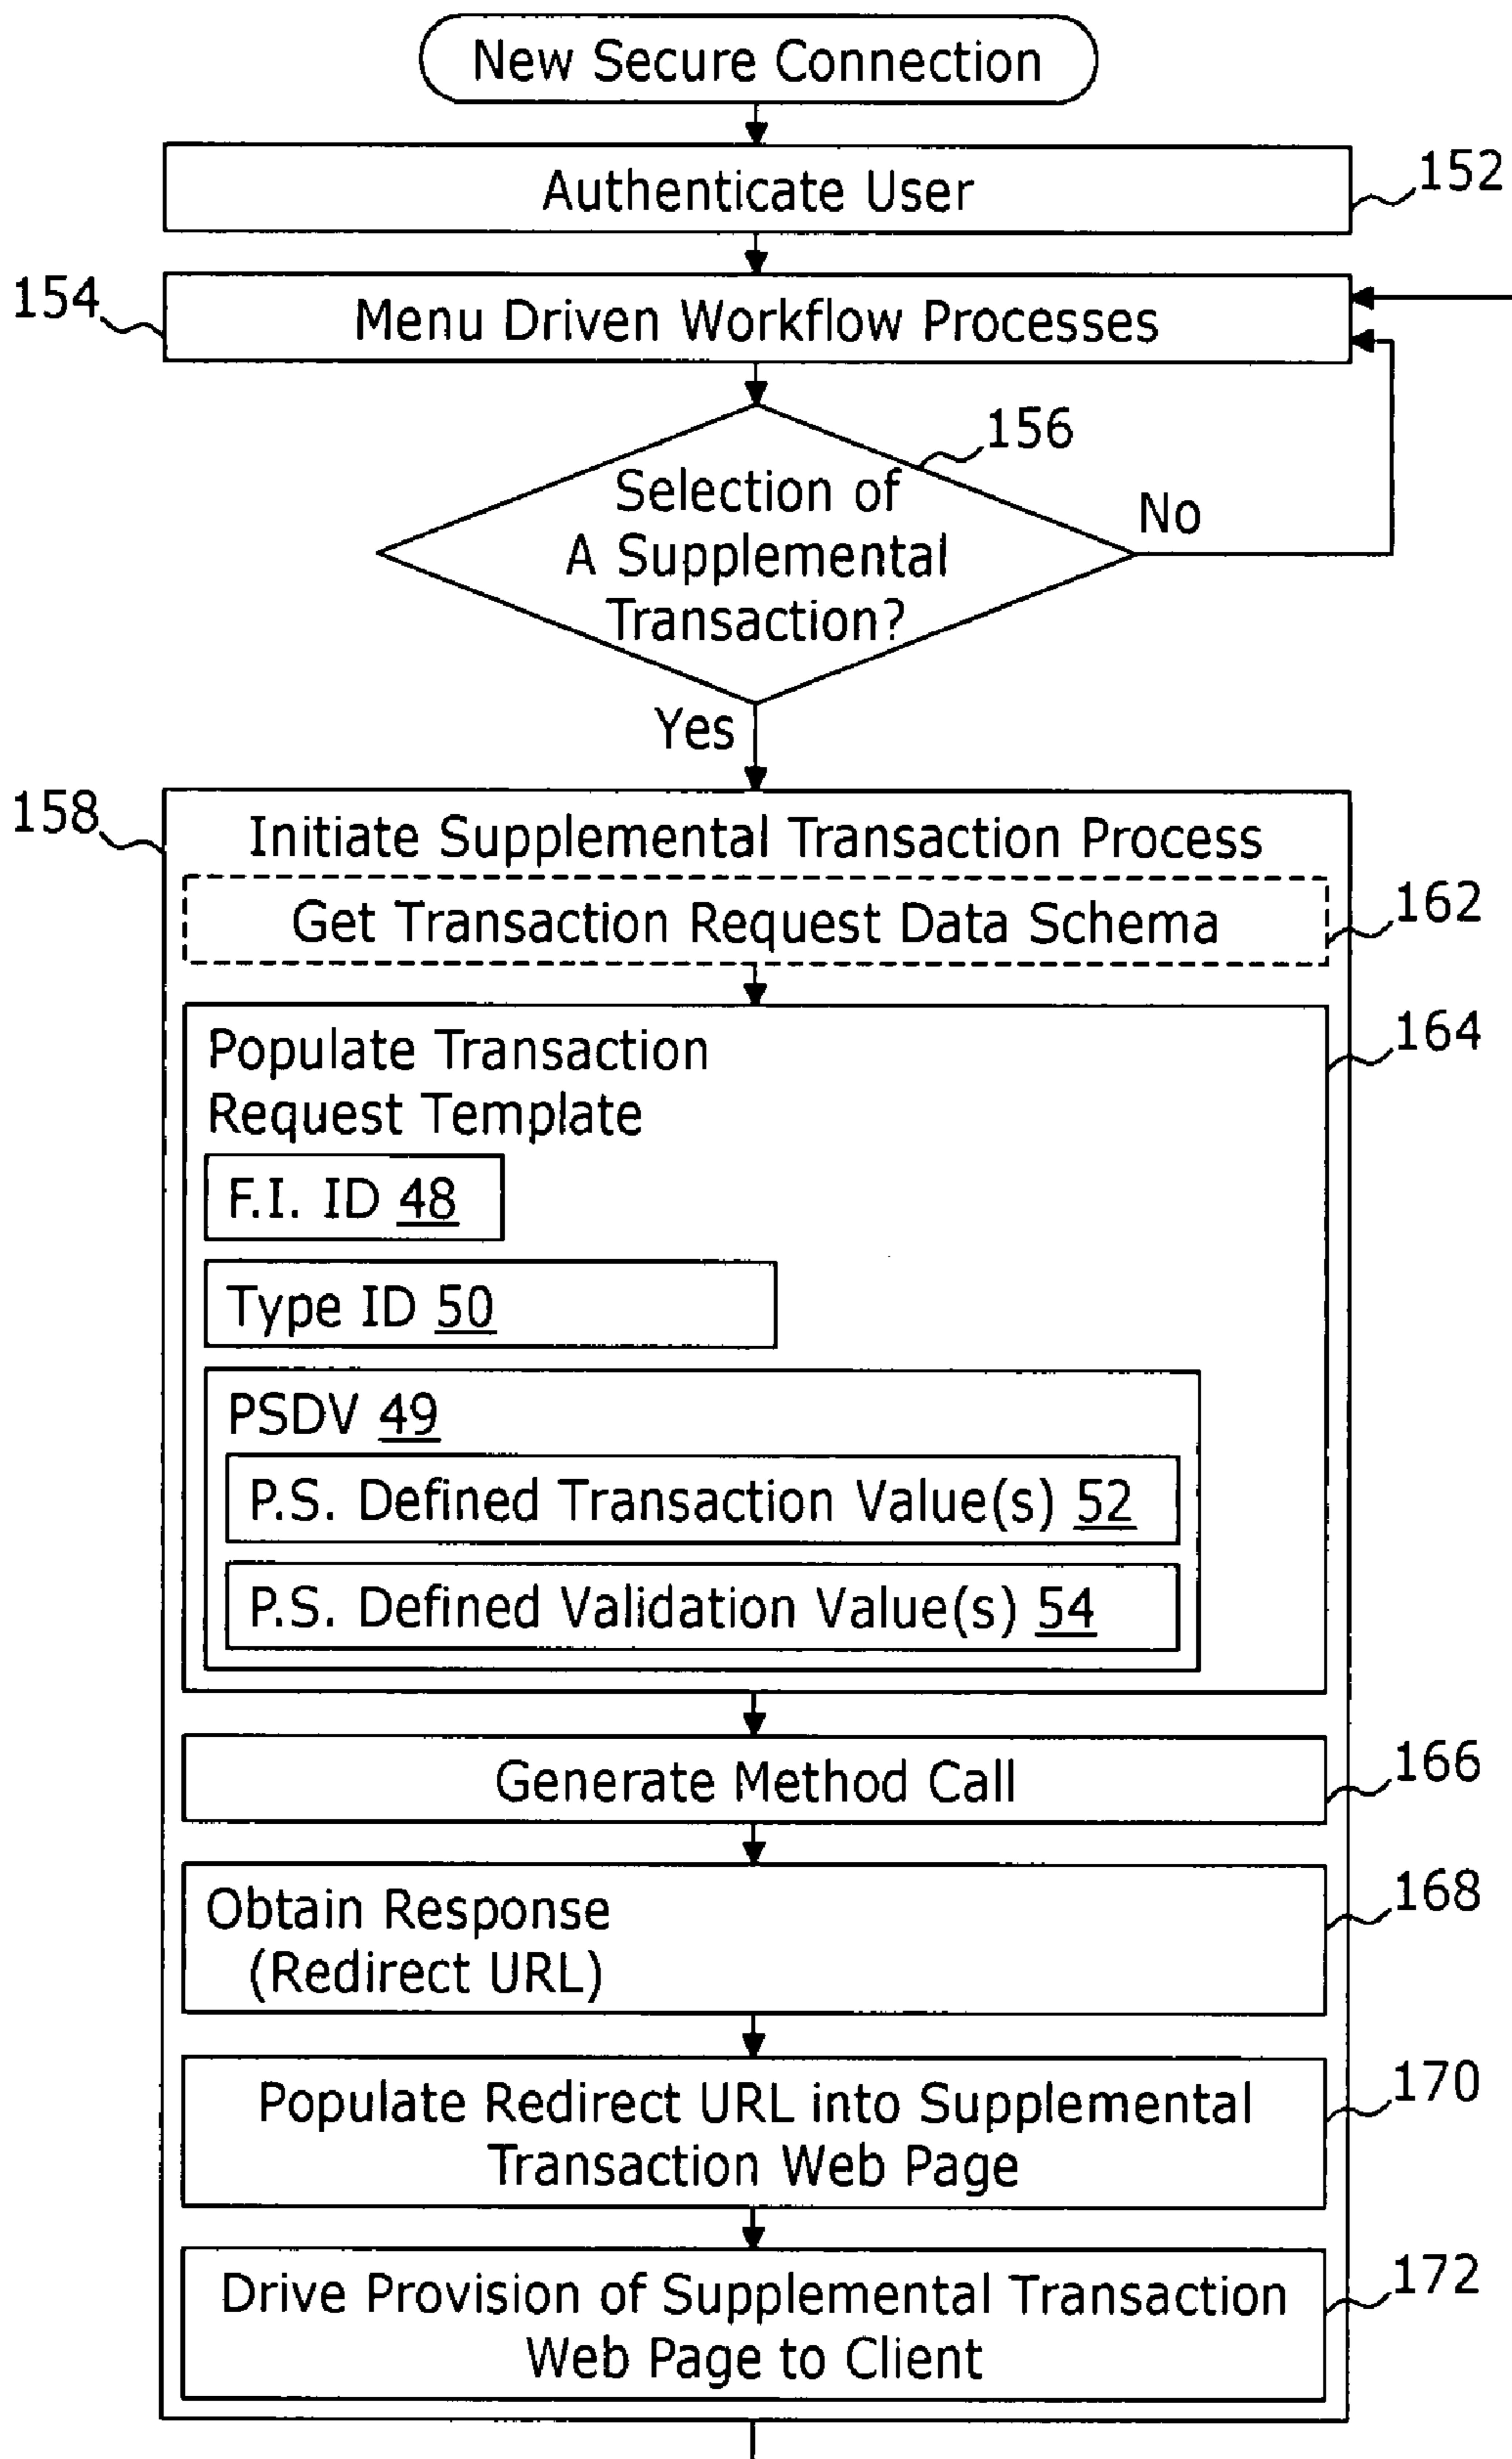 New Secure Connection
Authenticate User
152
154
Menu Driven Workflow Processes
156
Selection of
A Supplemental
Transaction?
No
Yes
158
Initiate Supplemental Transaction Process
Get Transaction Request Data Schema
162
Populate Transaction
Request Template
164
F.I. ID 48
Type ID 50
PSDV 49
P.S. Defined Transaction Value(s) 52
P.S. Defined Validation Value(s) 54
Generate Method Call
166
Obtain Response
(Redirect URL)
168
Populate Redirect URL into Supplemental
Transaction Web Page
170
Drive Provision of Supplemental Transaction
Web Page to Client
172